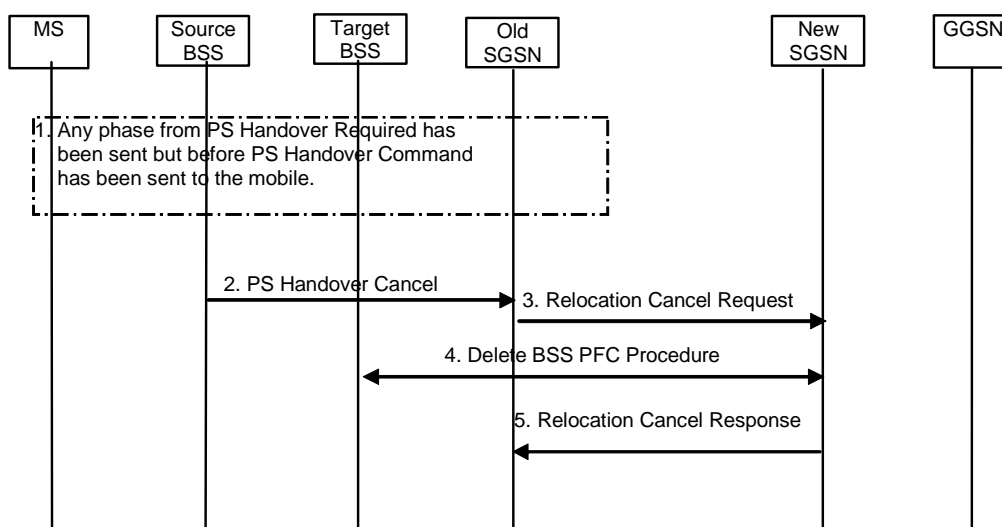 MS
Source
BSS
Target
BSS
Old
SGSN
New
SGSN
GGSN
1. Any phase from PS Handover Required has
been sent but before PS Handover Command
has been sent to the mobile.
2. PS Handover Cancel
3. Relocation Cancel Request
4. Delete BSS PFC Procedure
5. Relocation Cancel Response